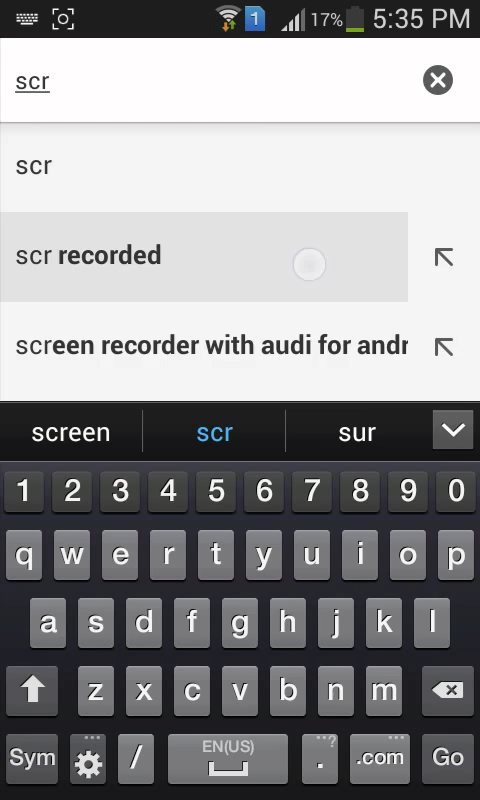 1 17% 5:35 PM
scr
scr
scr recorded
screen recorder with audi for andr
screen scr sur
1 2 3 4 5 6 7 8 9 0
q w e r t y u i o p
a s d f g h j k l
z x c v b n m
Sym / EN(US) . ? .com Go